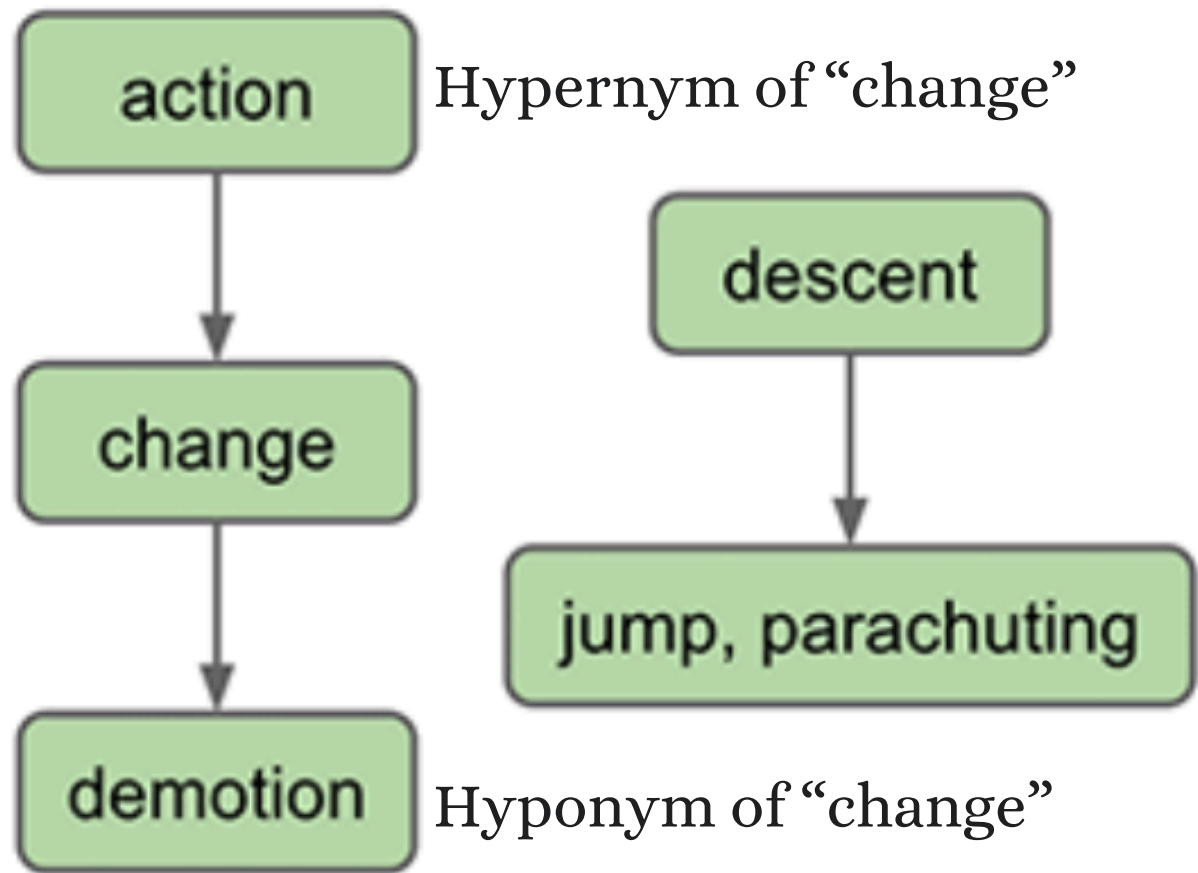 action
Hypernym of “change”
descent
change
jump, parachuting
demotion
Hyponym of “change”